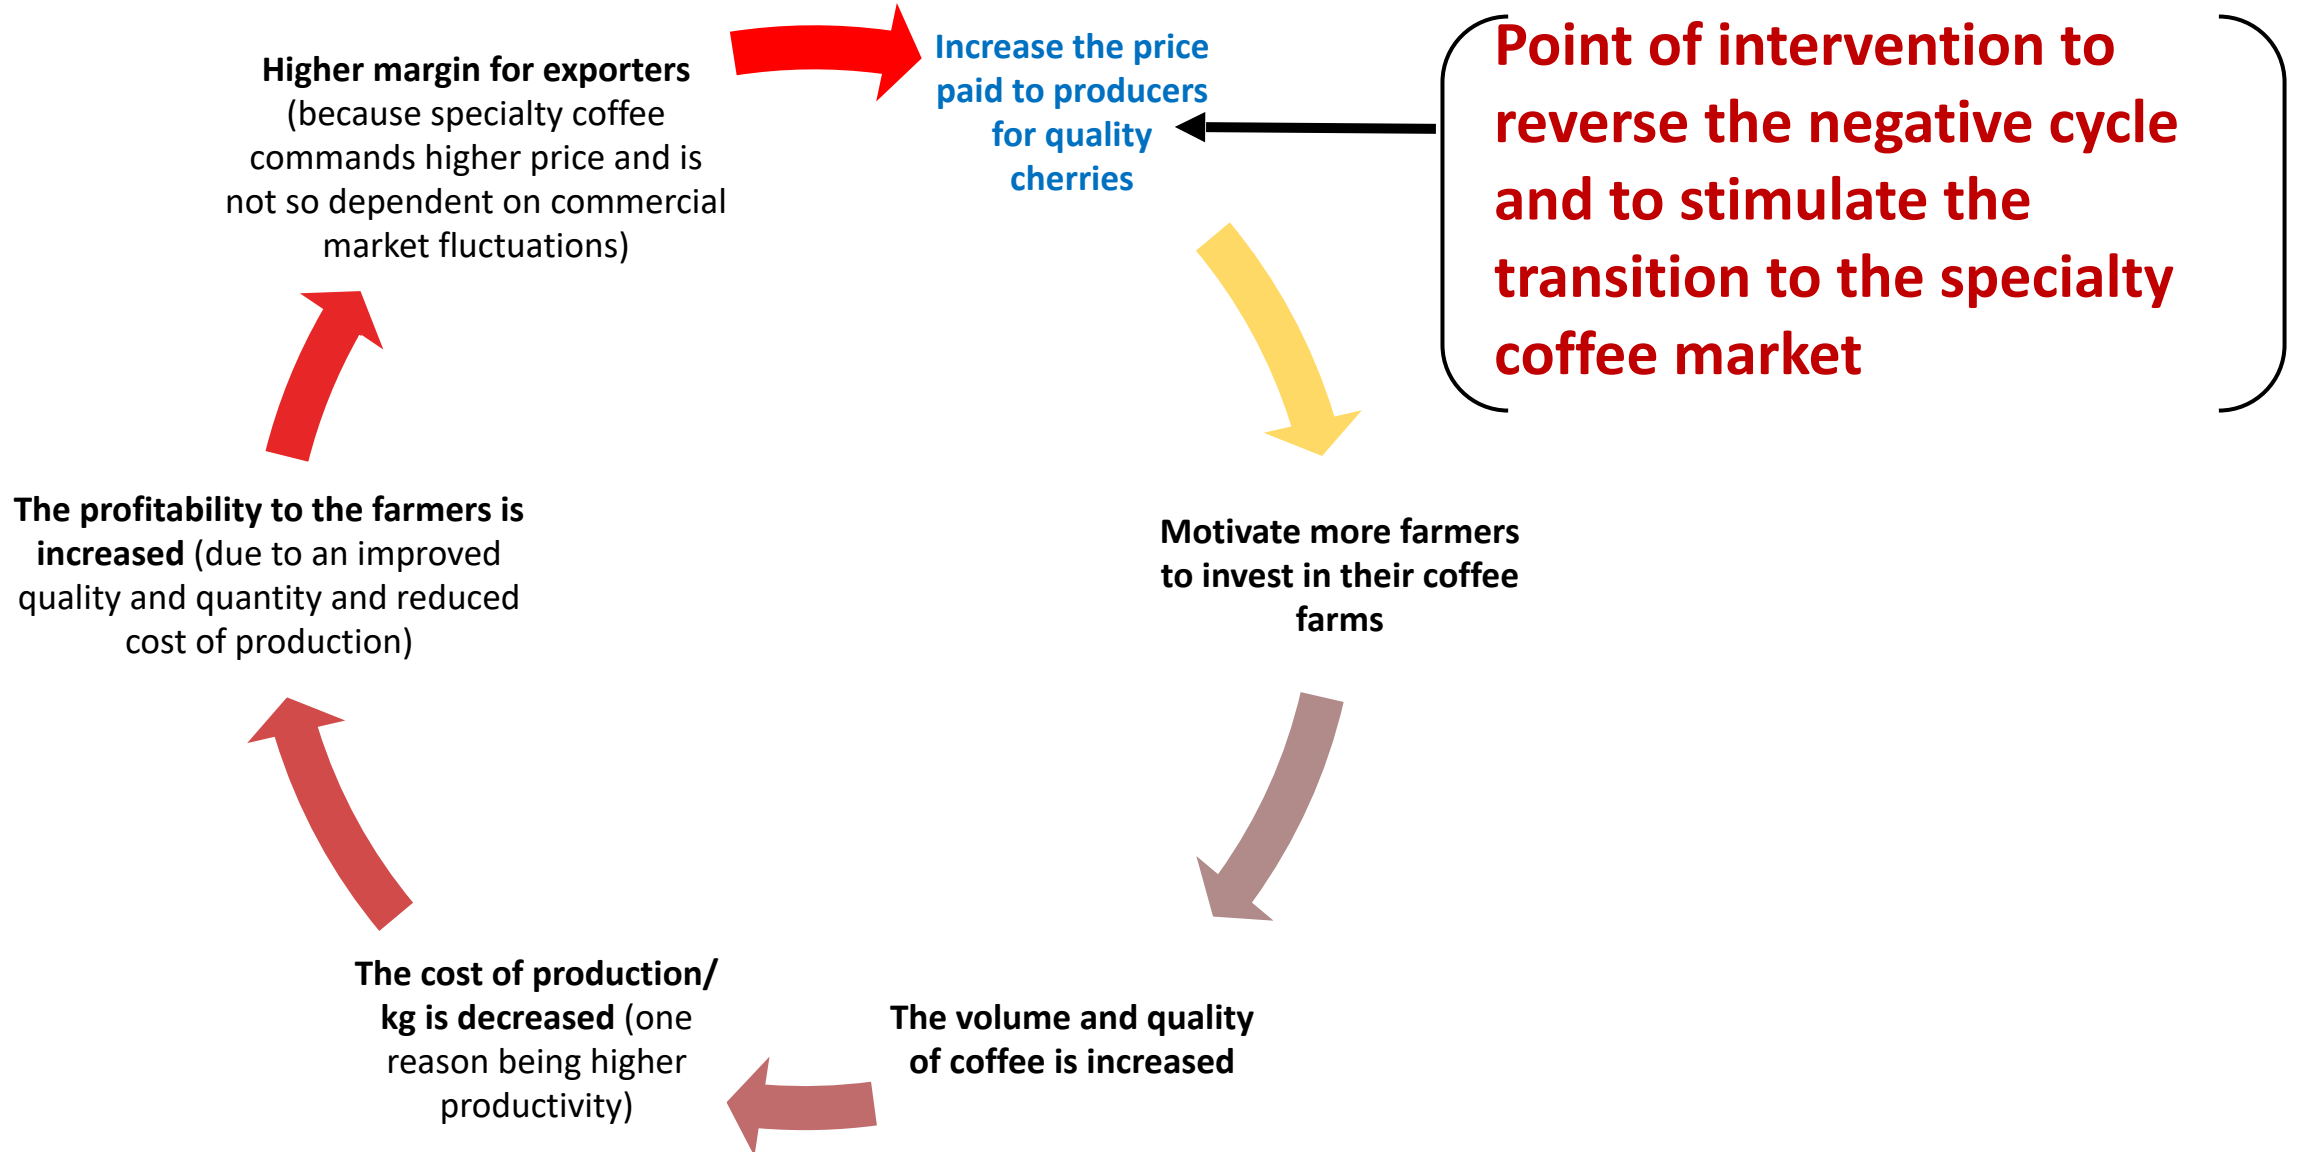 Higher margin for exporters
(because specialty coffee
commands higher price and is
not so dependent on commercial
market fluctuations)
Increase the price
paid to producers
for quality
cherries
Point of intervention to
reverse the negative cycle
and to stimulate the
transition to the specialty
coffee market
Motivate more farmers
to invest in their coffee
farms
The volume and quality
of coffee is increased
The cost of production/
kg is decreased (one
reason being higher
productivity)
The profitability to the farmers is
increased (due to an improved
quality and quantity and reduced
cost of production)